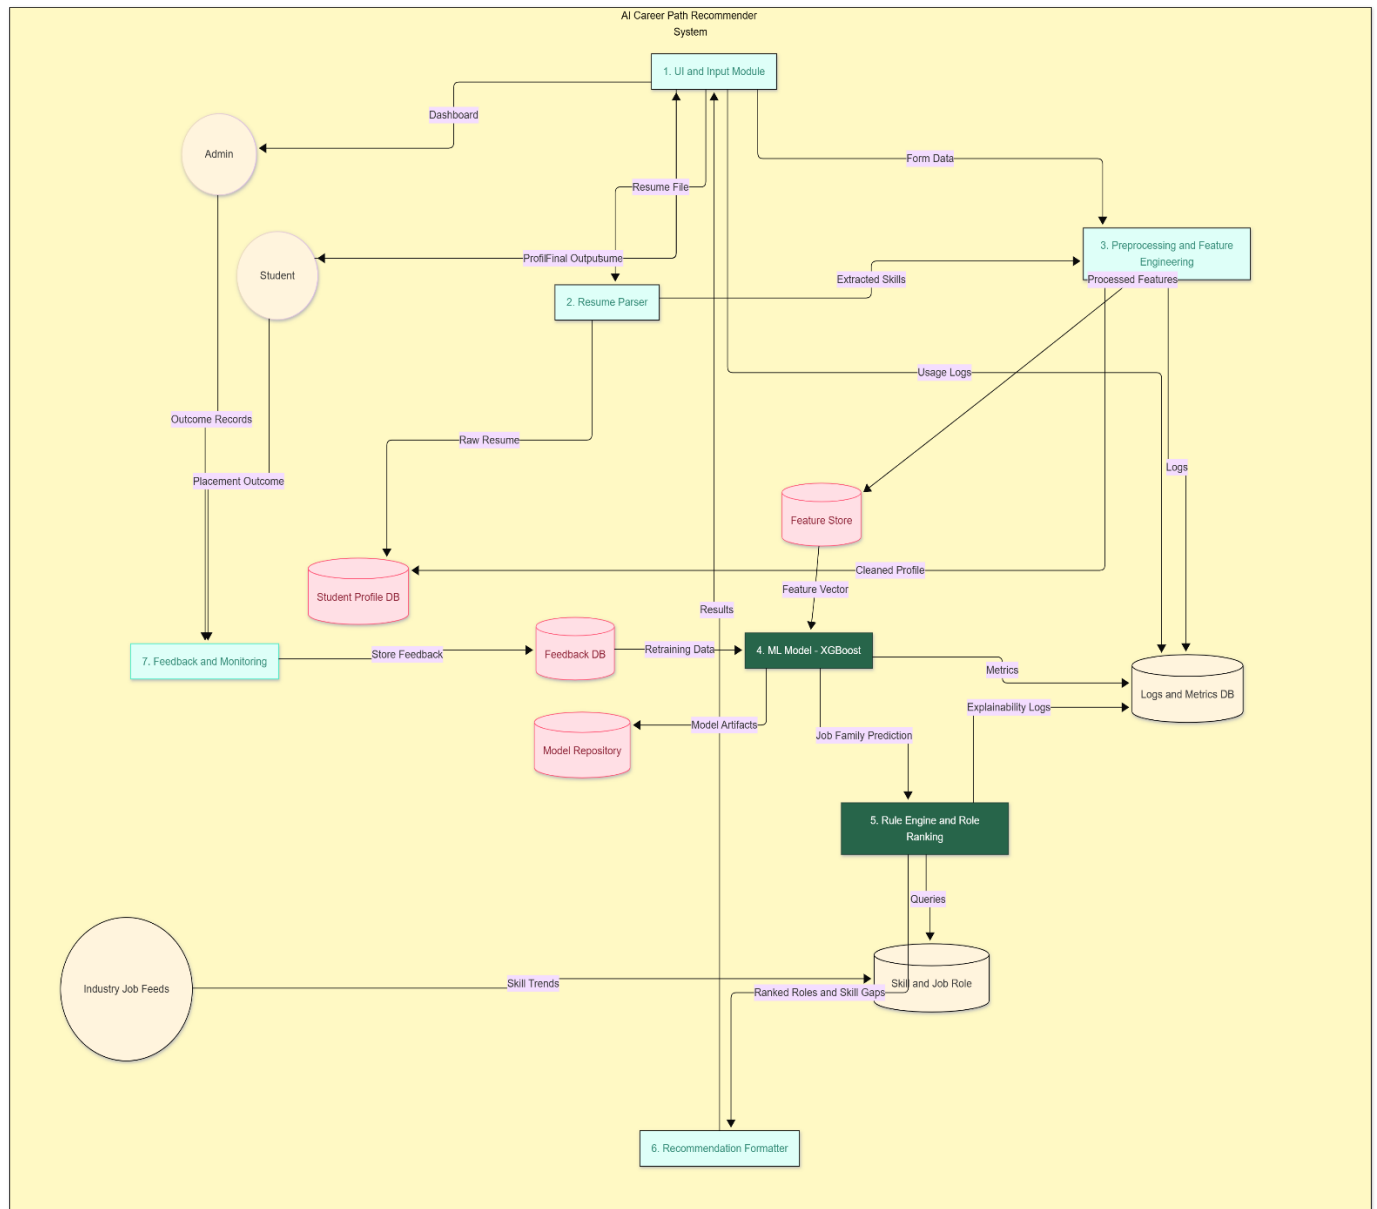 AI Career Path Recommender
System
1. UI and Input Module
Dashboard
Admin
Form Data
Resume File
3. Preprocessing and Feature
Engineering
Student
Final Output
Extracted Skills
Processed Features
2. Resume Parser
Usage Logs
Outcome Records
Raw Resume
Logs
Placement Outcome
Feature Store
Cleaned Profile
Feature Vector
Student Profile DB
Results
7. Feedback and Monitoring
Store Feedback
Feedback DB
Retraining Data
4. ML Model - XGBoost
Metrics
Logs and Metrics DB
Explainability Logs
Model Artifacts
Job Family Prediction
Model Repository
5. Rule Engine and Role
Ranking
Queries
Industry Job Feeds
Skill Trends
Skill and Job Role
Ranked Roles and Skill Gaps
6. Recommendation Formatter